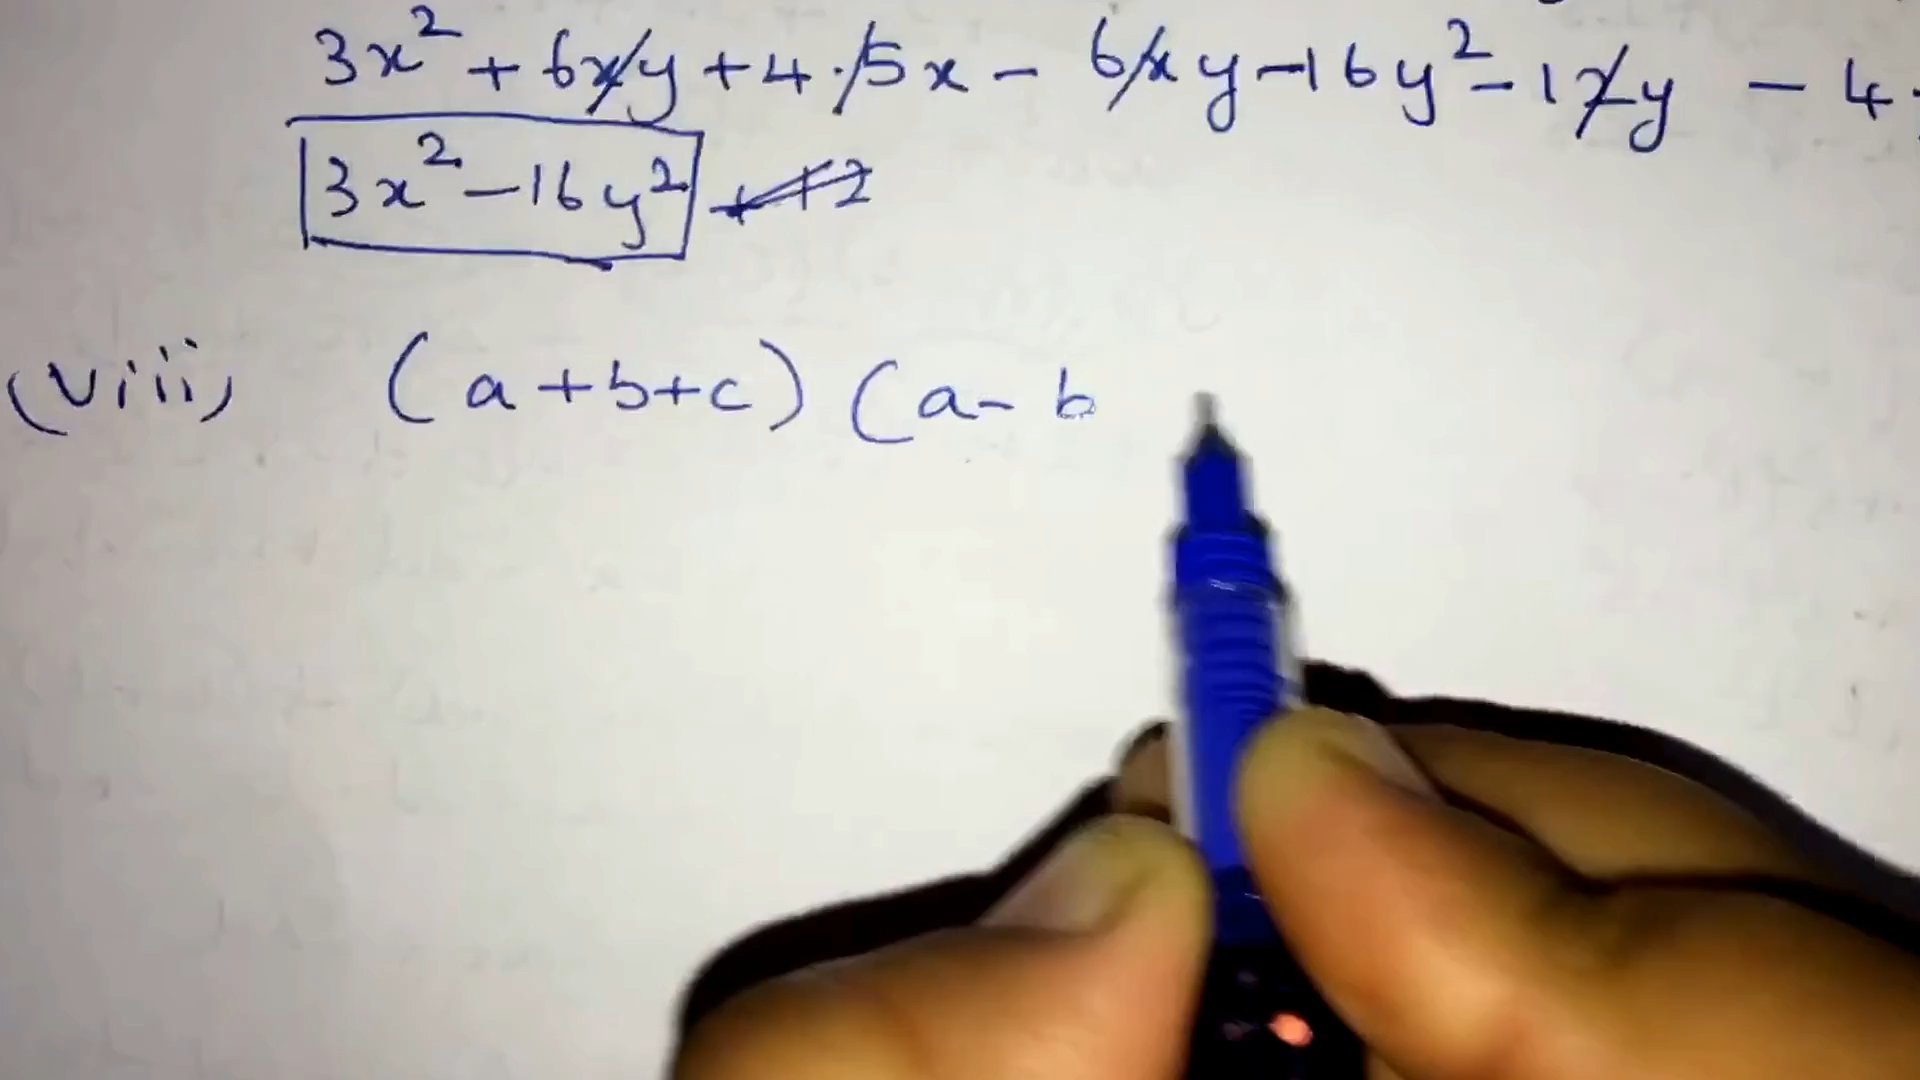 3x² + 6xy + 4.5x - 6xy - 16y² - 12y - 4
3x² - 16y² + 12
(viii) (a + b + c) (a - b